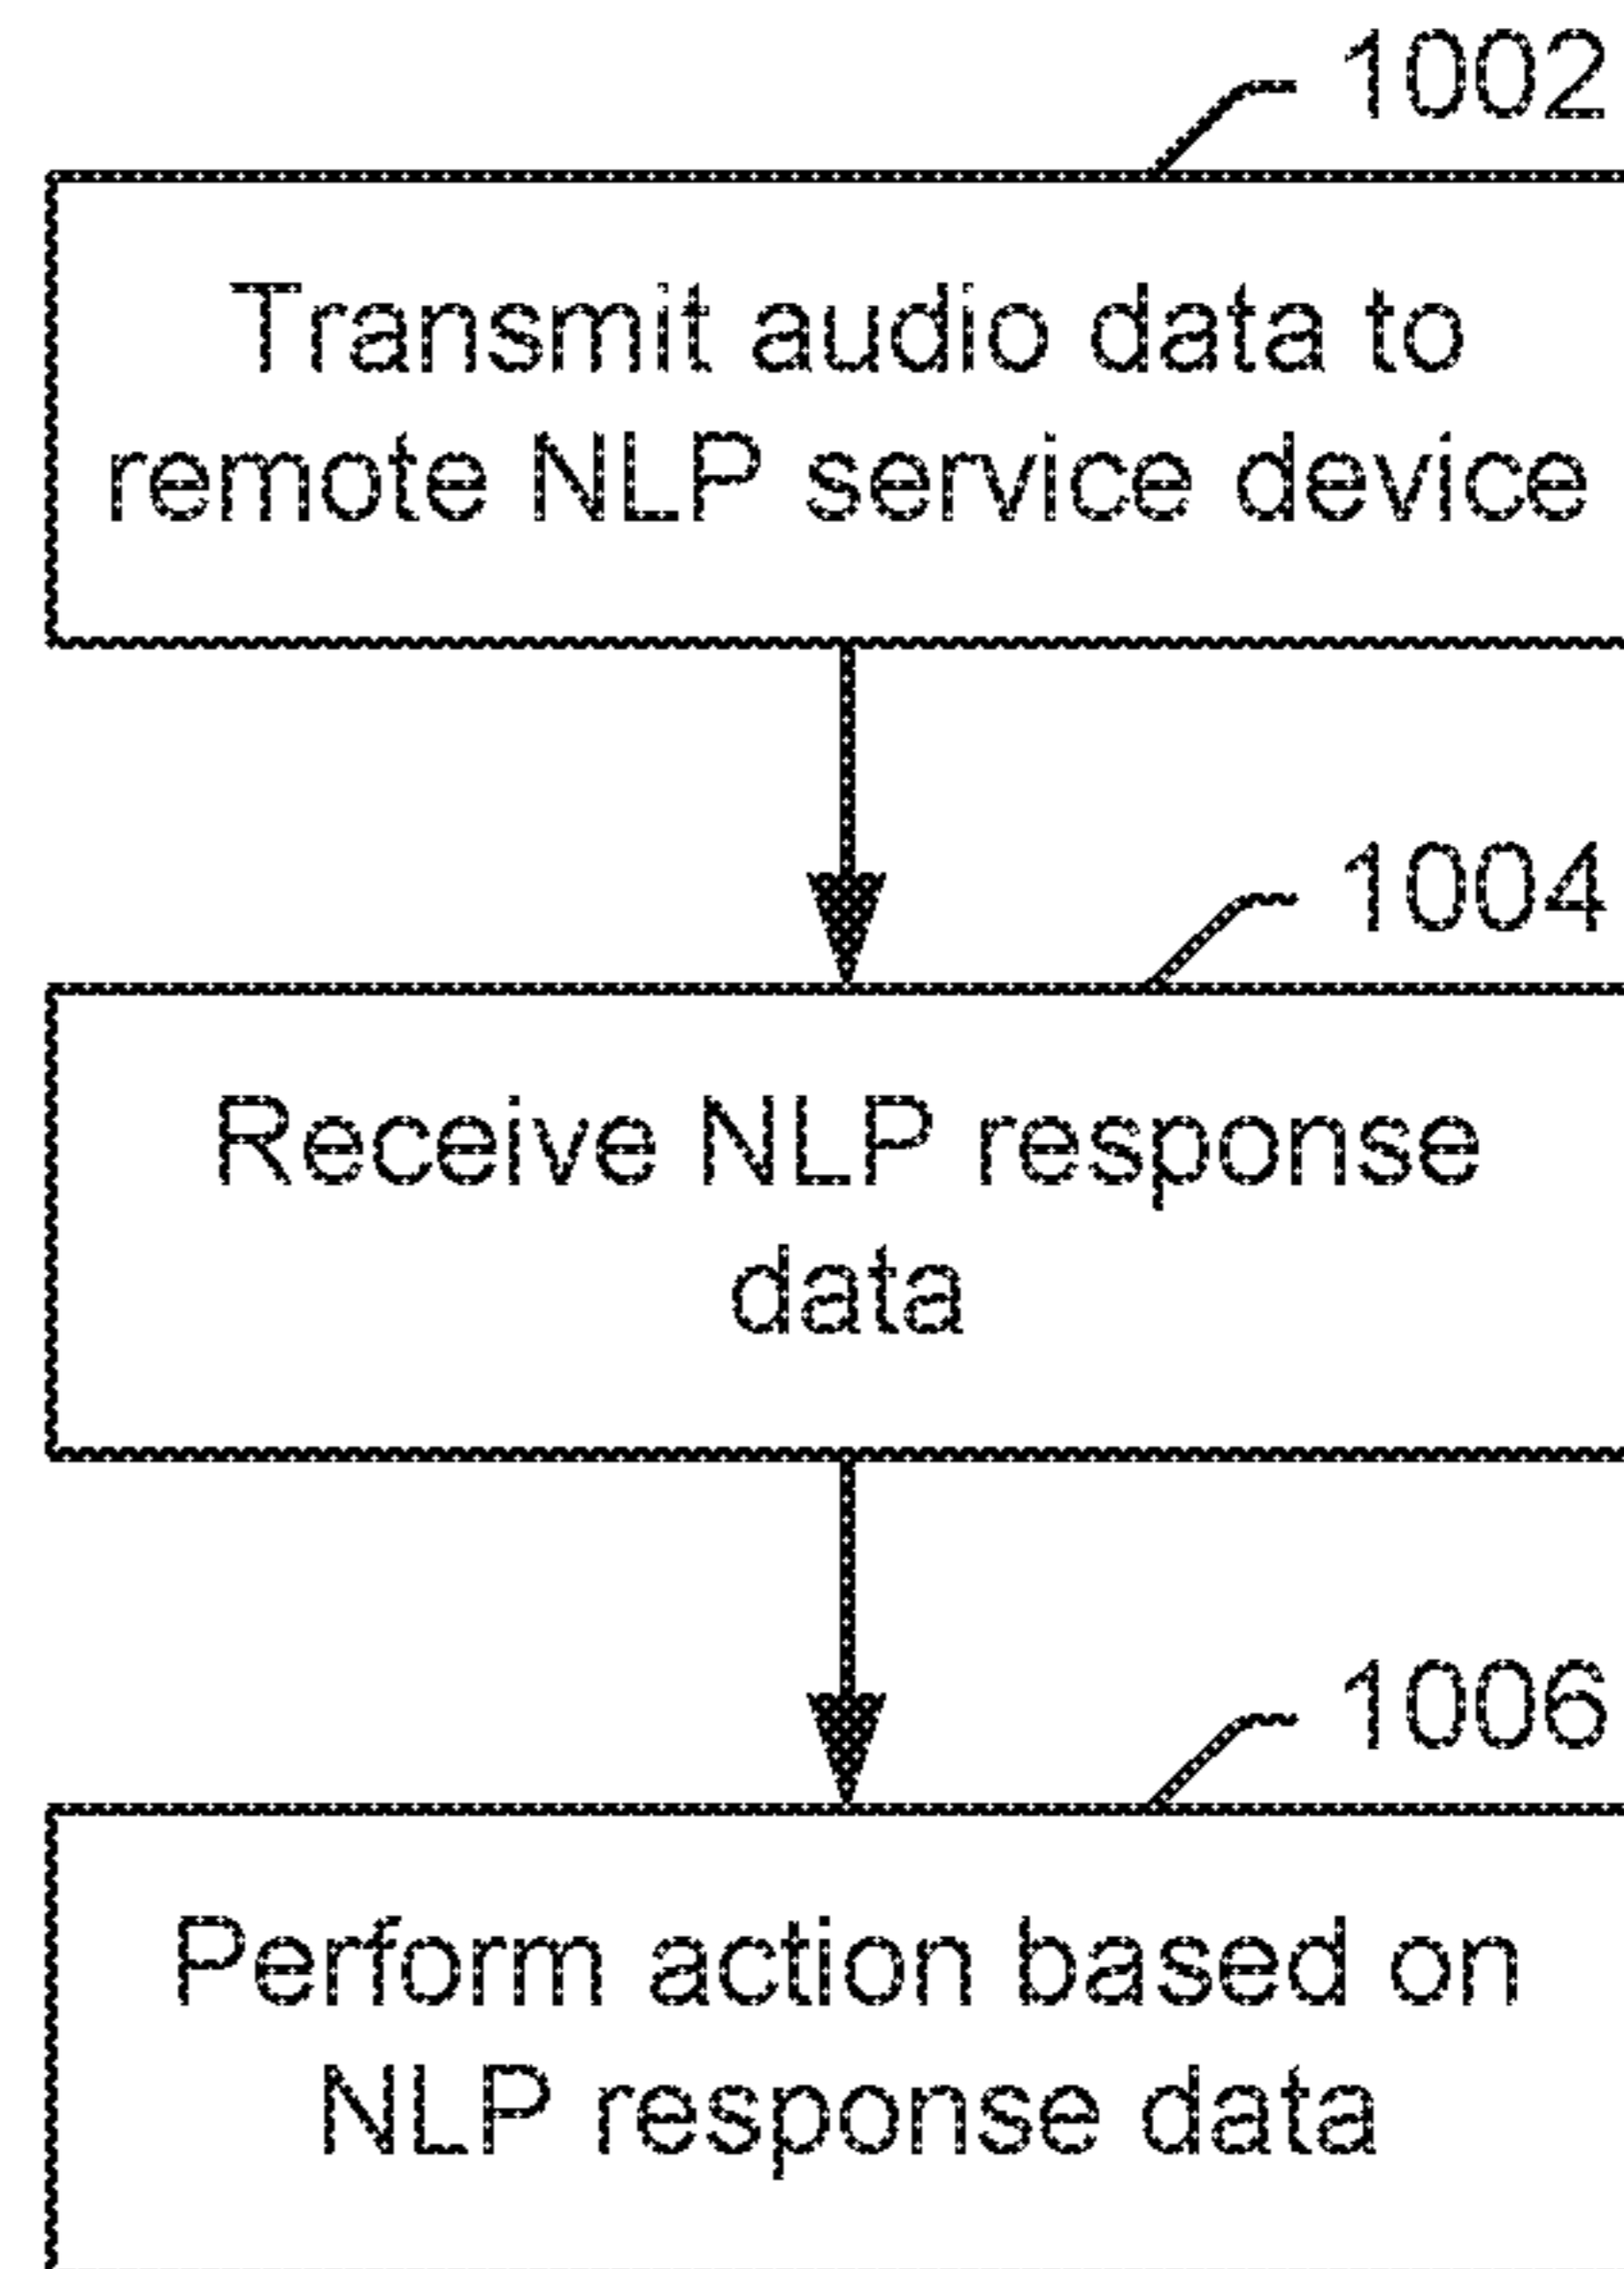 1002
Transmit audio data to
remote NLP service device
1004
Receive NLP response
data
1006
Perform action based on
NLP response data